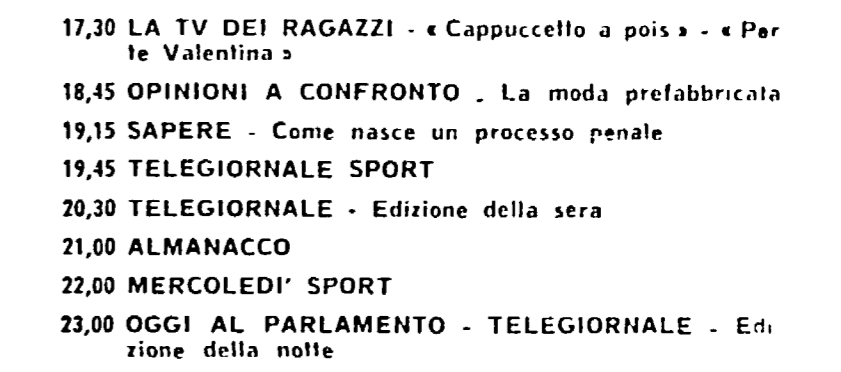 17,30 LA TV DEI RAGAZZI - « Cappuccetto a pois » - « Per
te Valentina »
18,45 OPINIONI A CONFRONTO - La moda prefabbricata
19,15 SAPERE - Come nasce un processo penale
19,45 TELEGIORNALE SPORT
20,30 TELEGIORNALE - Edizione della sera
21,00 ALMANACCO
22,00 MERCOLEDI' SPORT
23,00 OGGI AL PARLAMENTO - TELEGIORNALE - Edi
zione della notte